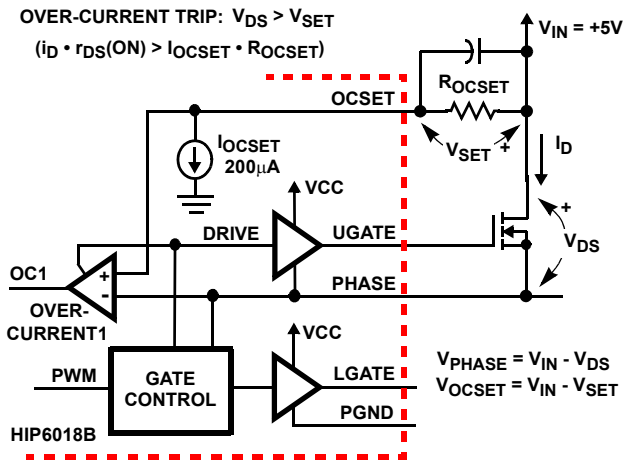 OVER-CURRENT TRIP: VDS > VSET
(iD • rDS(ON) > IOCSET • ROCSET)
VIN = +5V
OCSET
ROCSET
IOCSET
200μA
VSET +
ID
VCC
DRIVE
UGATE
+
VDS
OC1
+
-
PHASE
OVER-
CURRENT1
VCC
PWM
GATE
CONTROL
LGATE
PGND
VPHASE = VIN - VDS
VOCSET = VIN - VSET
HIP6018B